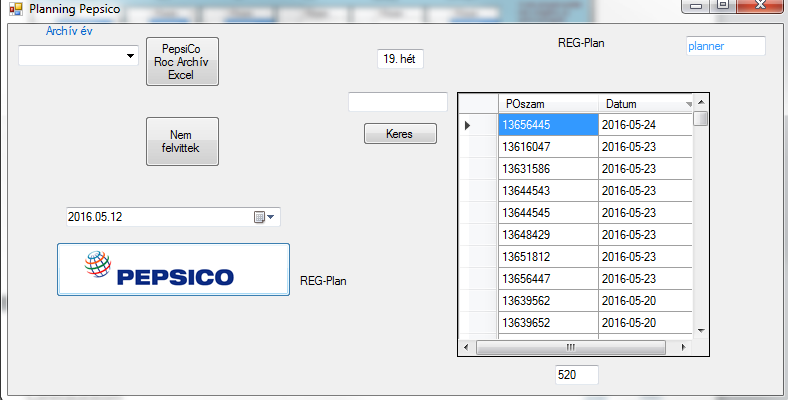 Planning Pepsico
Archív év
PepsiCo
Roc Archív
Excel
19. hét
REG-Plan
planner
Keres
Nem
felvittek
2016.05.12
PEPSICO
REG-Plan
POszam Datum
13656445 2016-05-24
13616047 2016-05-23
13631586 2016-05-23
13644543 2016-05-23
13644545 2016-05-23
13648429 2016-05-23
13651812 2016-05-23
13656447 2016-05-23
13639562 2016-05-20
13639652 2016-05-20
520